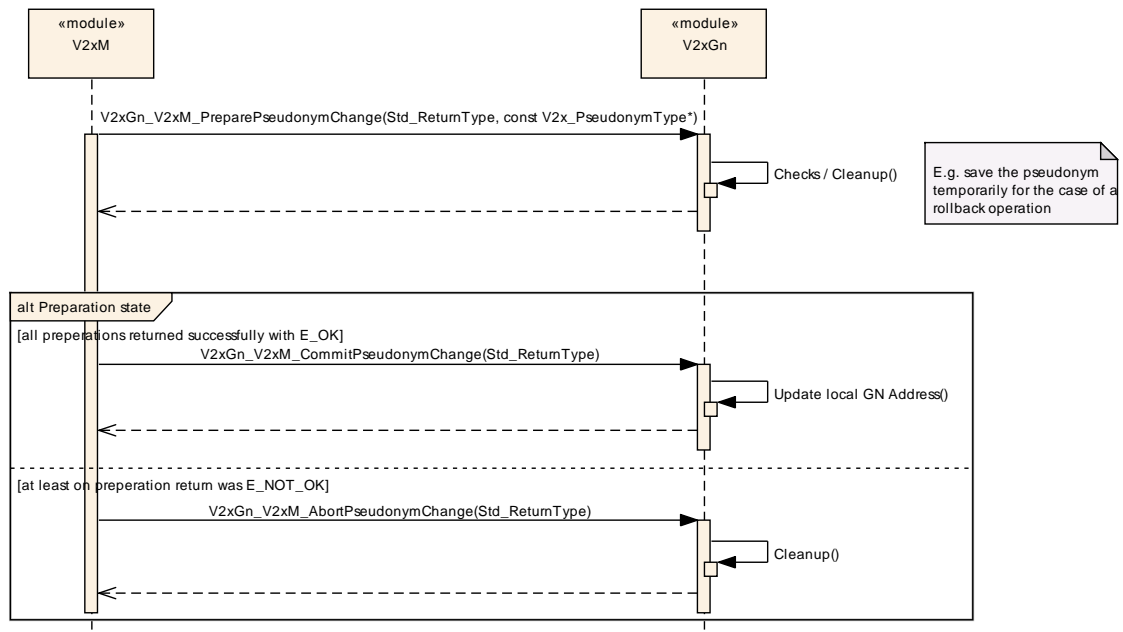 «module»
V2xM
«module»
V2xGn
V2xGn_V2xM_PreparePseudonymChange(Std_ReturnType, const V2x_PseudonymType*)
Checks / Cleanup()
E.g. save the pseudonym
temporarily for the case of a
rollback operation
alt Preparation state
[all preperations returned successfully with E_OK]
V2xGn_V2xM_CommitPseudonymChange(Std_ReturnType)
Update local GN Address()
[at least on preperation return was E_NOT_OK]
V2xGn_V2xM_AbortPseudonymChange(Std_ReturnType)
Cleanup()